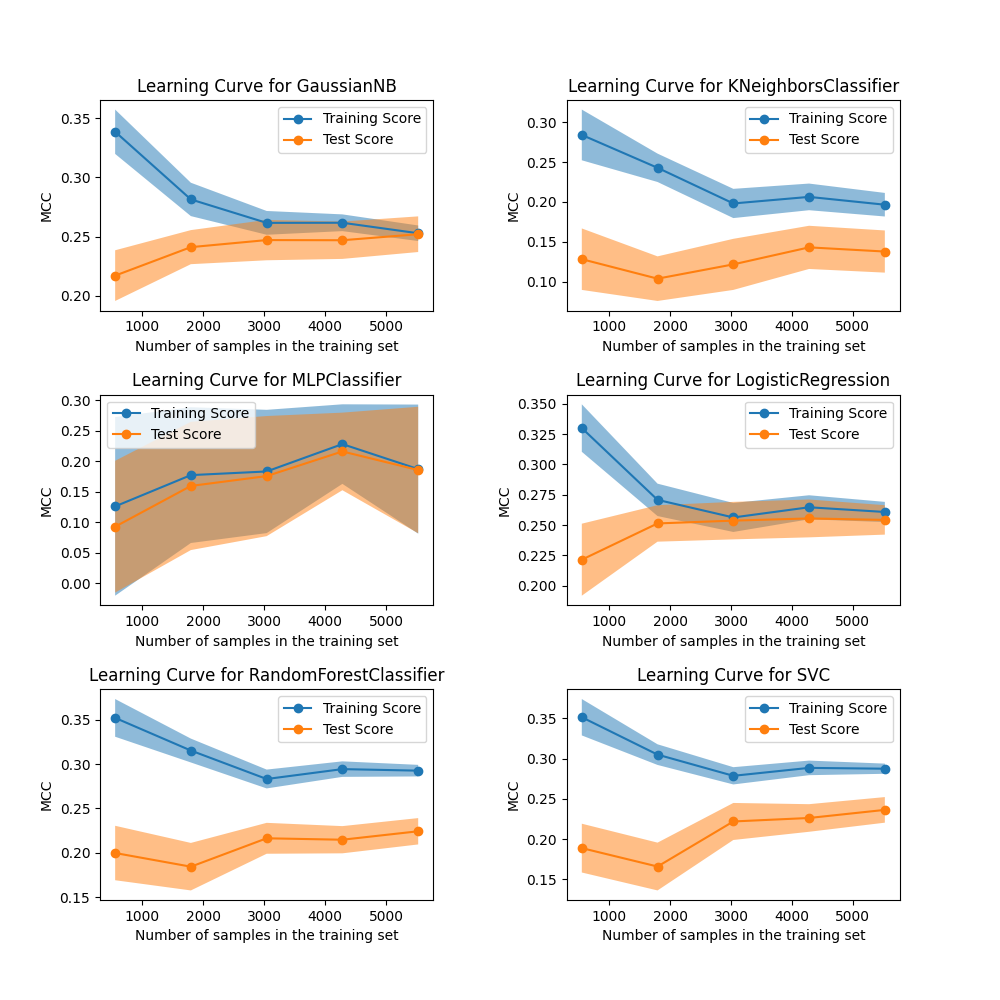 Learning Curve for GaussianNB
0.35
0.30
0.25
0.20
MCC
Training Score
Test Score
1000 2000 3000 4000 5000
Number of samples in the training set
Learning Curve for KNeighborsClassifier
0.30
0.25
0.20
0.15
0.10
MCC
Training Score
Test Score
1000 2000 3000 4000 5000
Number of samples in the training set
Learning Curve for MLPClassifier
0.30
0.25
0.20
0.15
0.10
0.05
0.00
MCC
Training Score
Test Score
1000 2000 3000 4000 5000
Number of samples in the training set
Learning Curve for LogisticRegression
0.350
0.325
0.300
0.275
0.250
0.225
0.200
MCC
Training Score
Test Score
1000 2000 3000 4000 5000
Number of samples in the training set
Learning Curve for RandomForestClassifier
0.35
0.30
0.25
0.20
0.15
MCC
Training Score
Test Score
1000 2000 3000 4000 5000
Number of samples in the training set
Learning Curve for SVC
0.35
0.30
0.25
0.20
0.15
MCC
Training Score
Test Score
1000 2000 3000 4000 5000
Number of samples in the training set